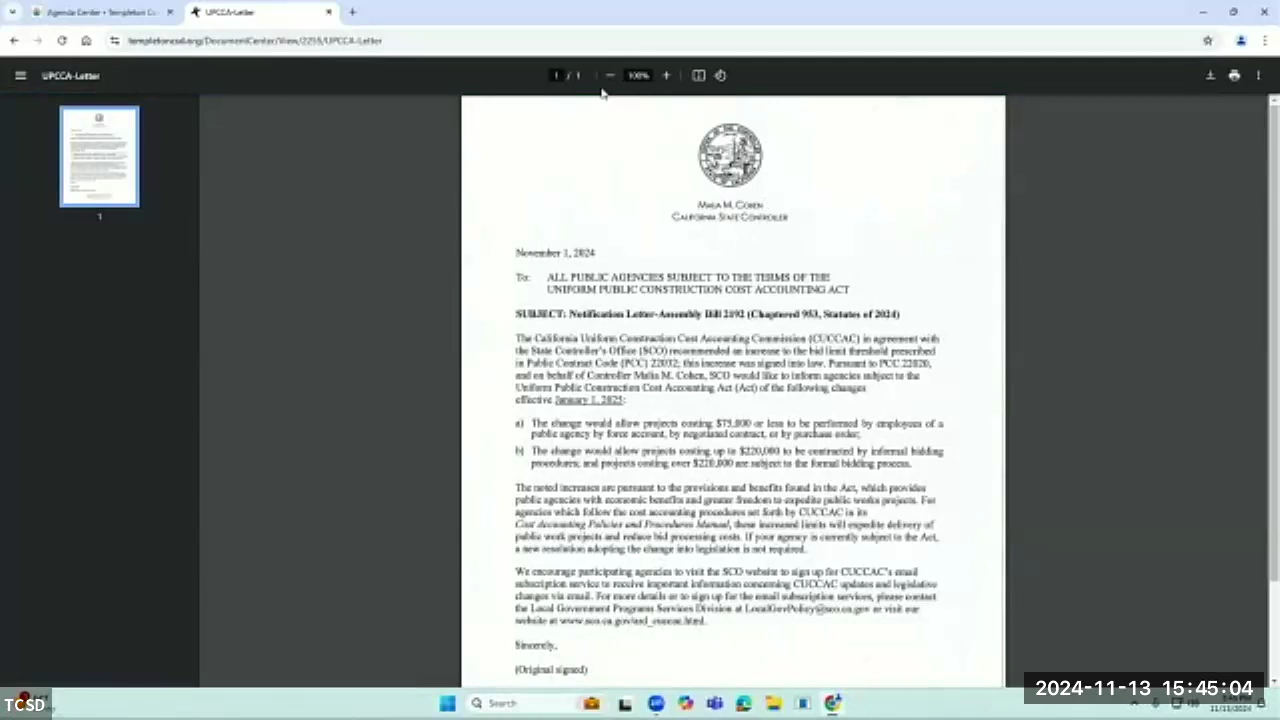 Agenda Center • Templeton C
UPCCA-Letter
templetoncsd.org/DocumentCenter/View/2255/UPCCA-Letter
UPCCA-Letter
1 / 1
100%
1
MALIA M. COHEN
CALIFORNIA STATE CONTROLLER
November 1, 2024
To: ALL PUBLIC AGENCIES SUBJECT TO THE TERMS OF THE
UNIFORM PUBLIC CONSTRUCTION COST ACCOUNTING ACT
SUBJECT: Notification Letter-Assembly Bill 2192 (Chaptered 953, Statutes of 2024)
The California Uniform Construction Cost Accounting Commission (CUCCAC) in agreement with
the State Controller's Office (SCO) recommended an increase to the bid limit threshold prescribed
in Public Contract Code (PCC) 22032; this increase was signed into law. Pursuant to PCC 22020,
and on behalf of Controller Malia M. Cohen, SCO would like to inform agencies subject to the
Uniform Public Construction Cost Accounting Act (Act) of the following changes
effective January 1, 2025:
a) The change would allow projects costing $75,000 or less to be performed by employees of a
public agency by force account, by negotiated contract, or by purchase order;
b) The change would allow projects costing up to $220,000 to be contracted by informal bidding
procedures; and projects costing over $220,000 are subject to the formal bidding process.
The noted increases are pursuant to the provisions and benefits found in the Act, which provides
public agencies with economic benefits and greater freedom to expedite public works projects. For
agencies which follow the cost accounting procedures set forth by CUCCAC in its
Cost Accounting Policies and Procedures Manual, these increased limits will expedite delivery of
public work projects and reduce bid processing costs. If your agency is currently subject to the Act,
a new resolution adopting the change into legislation is not required.
We encourage participating agencies to visit the SCO website to sign up for CUCCAC's email
subscription service to receive important information concerning CUCCAC updates and legislative
changes via email. For more details or to sign up for the email subscription services, please contact
the Local Government Programs Services Division at LocalGovPolicy@sco.ca.gov or visit our
website at www.sco.ca.gov/ard_cuccac.html.
Sincerely,
(Original signed)
TCSD
Search
2024-11-13 15:45:04
11/13/2024